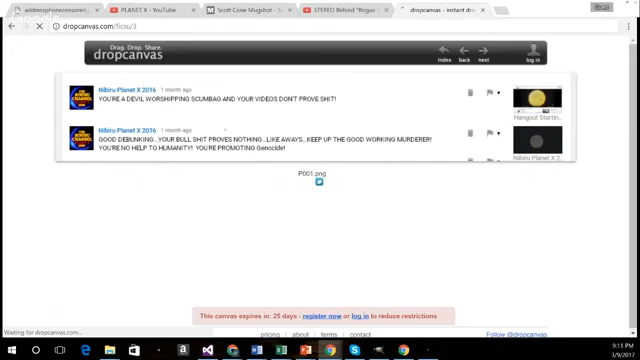 addressphonecensored
PLANET X - YouTube
Scott Corw Mugshot - G
STEREO Behind "Rogue
dropcanvas - instant dro
Grant
dropcanvas.com/ficsu/3
Drag. Drop. Share.
dropcanvas
index
back
next
log in
Nibiru Planet X 2016 1 month ago
YOU'RE A DEVIL WORSHIPPING SCUMBAG AND YOUR VIDEOS DON'T PROVE SHIT!
Hangout Startin...
Nibiru Planet X 2016 1 month ago
GOOD DEBUNKING...YOUR BULL SHIT PROVES NOTHING...LIKE AWAYS...KEEP UP THE GOOD WORKING MURDERER!
YOU'RE NO HELP TO HUMANITY! YOU'RE PROMOTING Genocide!
Nibiru Planet X 2...
P001.png
This canvas expires in: 25 days - register now or log in to reduce restrictions
Waiting for dropcanvas.com...
pricing | about | terms | contact
Follow @dropcanvas
9:11 PM
3/9/2017